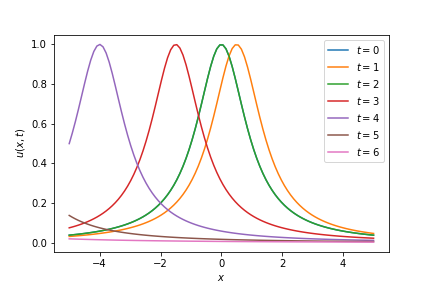 1.0
0.8
0.6
0.4
0.2
0.0
u(x, t)
−4
−2
0
2
4
x
t = 0
t = 1
t = 2
t = 3
t = 4
t = 5
t = 6